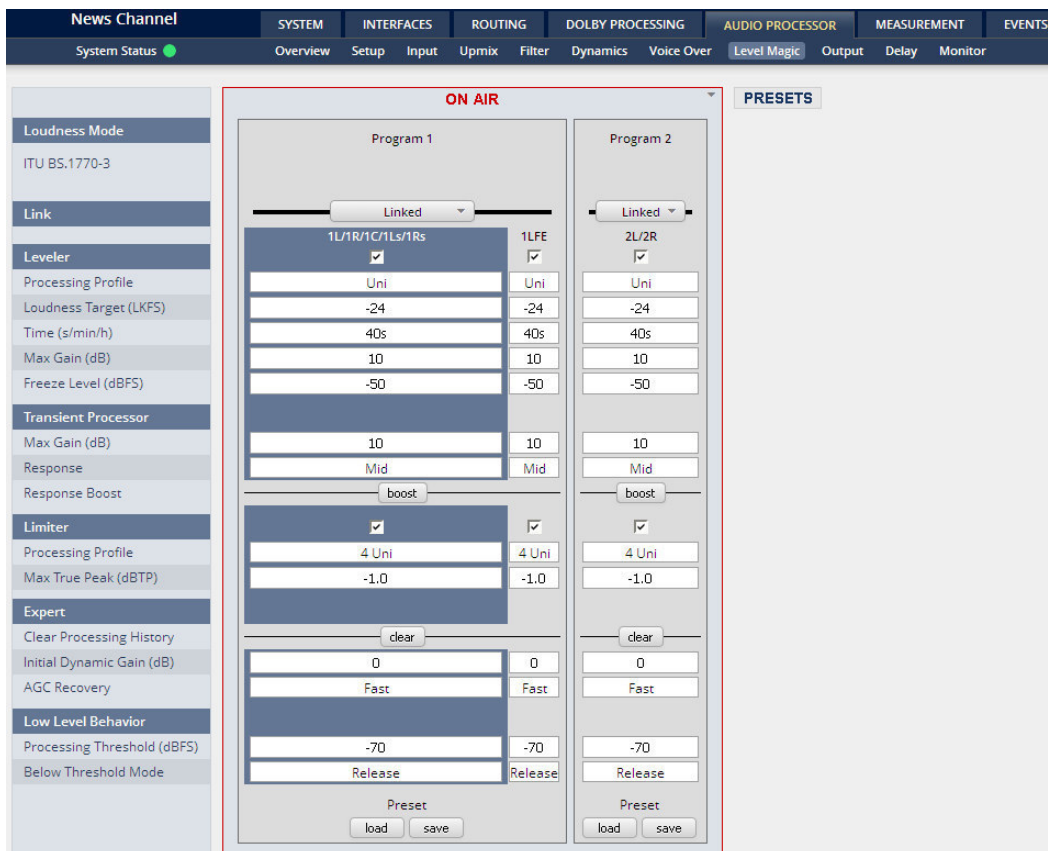 News Channel SYSTEM INTERFACES ROUTING DOLBY PROCESSING AUDIO PROCESSOR MEASUREMENT EVENTS
System Status Overview Setup Input Upmix Filter Dynamics Voice Over Level Magic Output Delay Monitor
ON AIR PRESETS
Loudness Mode Program 1 Program 2
ITU BS.1770-3
Link Linked Linked
1L/1R/1C/1Ls/1Rs 1LFE 2L/2R
Leveler
Processing Profile Uni Uni Uni
Loudness Target (LKFS) -24 -24 -24
Time (s/min/h) 40s 40s 40s
Max Gain (dB) 10 10 10
Freeze Level (dBFS) -50 -50 -50
Transient Processor
Max Gain (dB) 10 10 10
Response Mid Mid Mid
Response Boost boost boost
Limiter
Processing Profile 4 Uni 4 Uni 4 Uni
Max True Peak (dBTP) -1.0 -1.0 -1.0
Expert
Clear Processing History clear clear
Initial Dynamic Gain (dB) 0 0 0
AGC Recovery Fast Fast Fast
Low Level Behavior
Processing Threshold (dBFS) -70 -70 -70
Below Threshold Mode Release Release Release
Preset Preset
load save load save